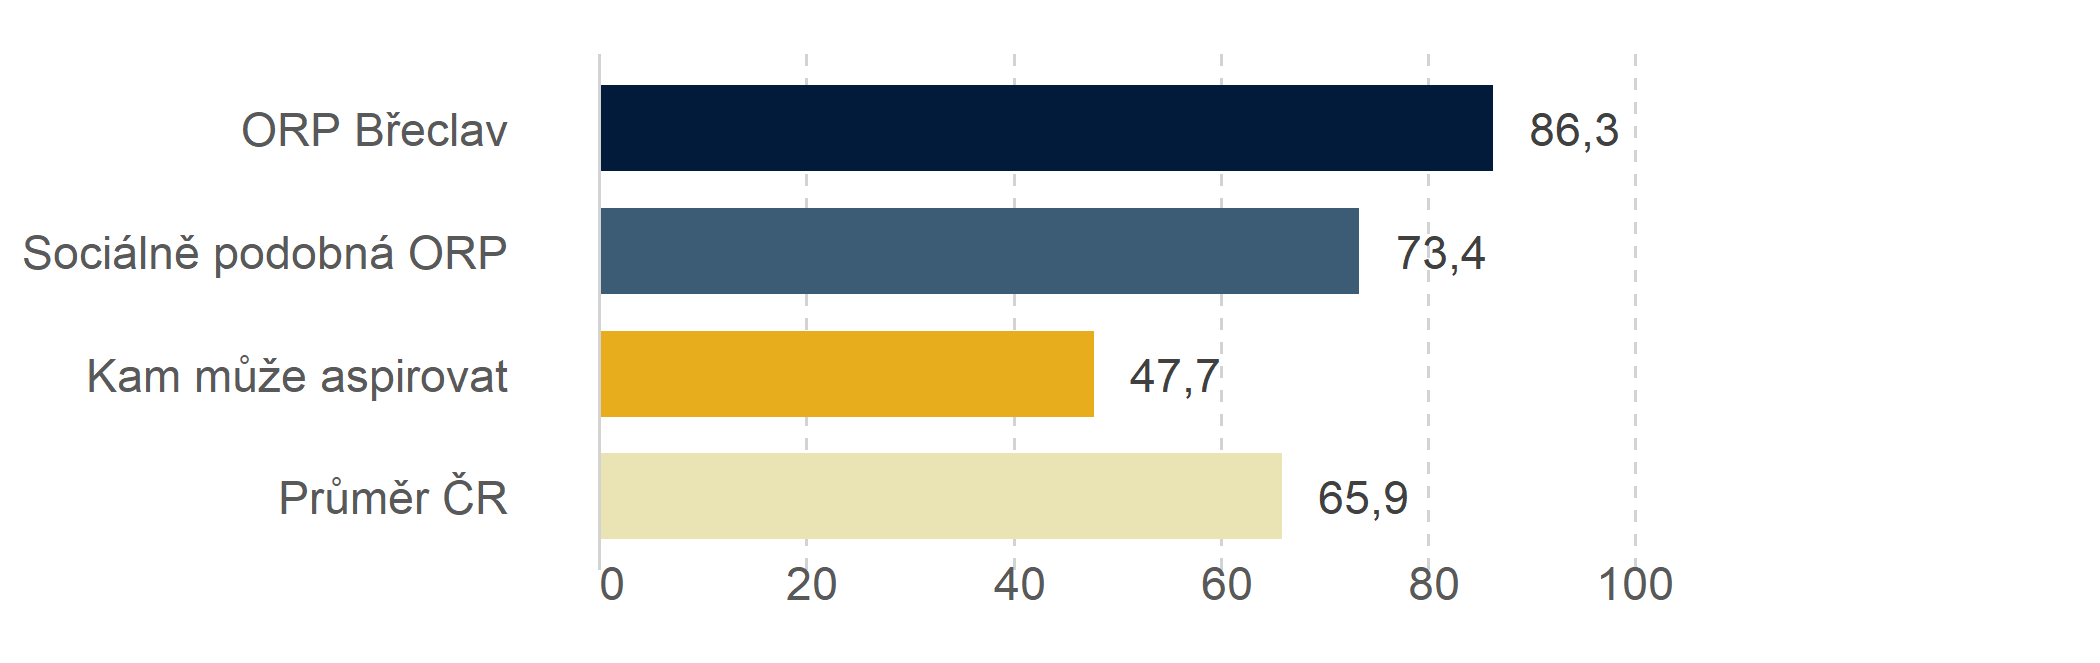 ORP Břeclav 86,3
Sociálně podobná ORP 73,4
Kam může aspirovat 47,7
Průměr ČR 65,9
0 20 40 60 80 100